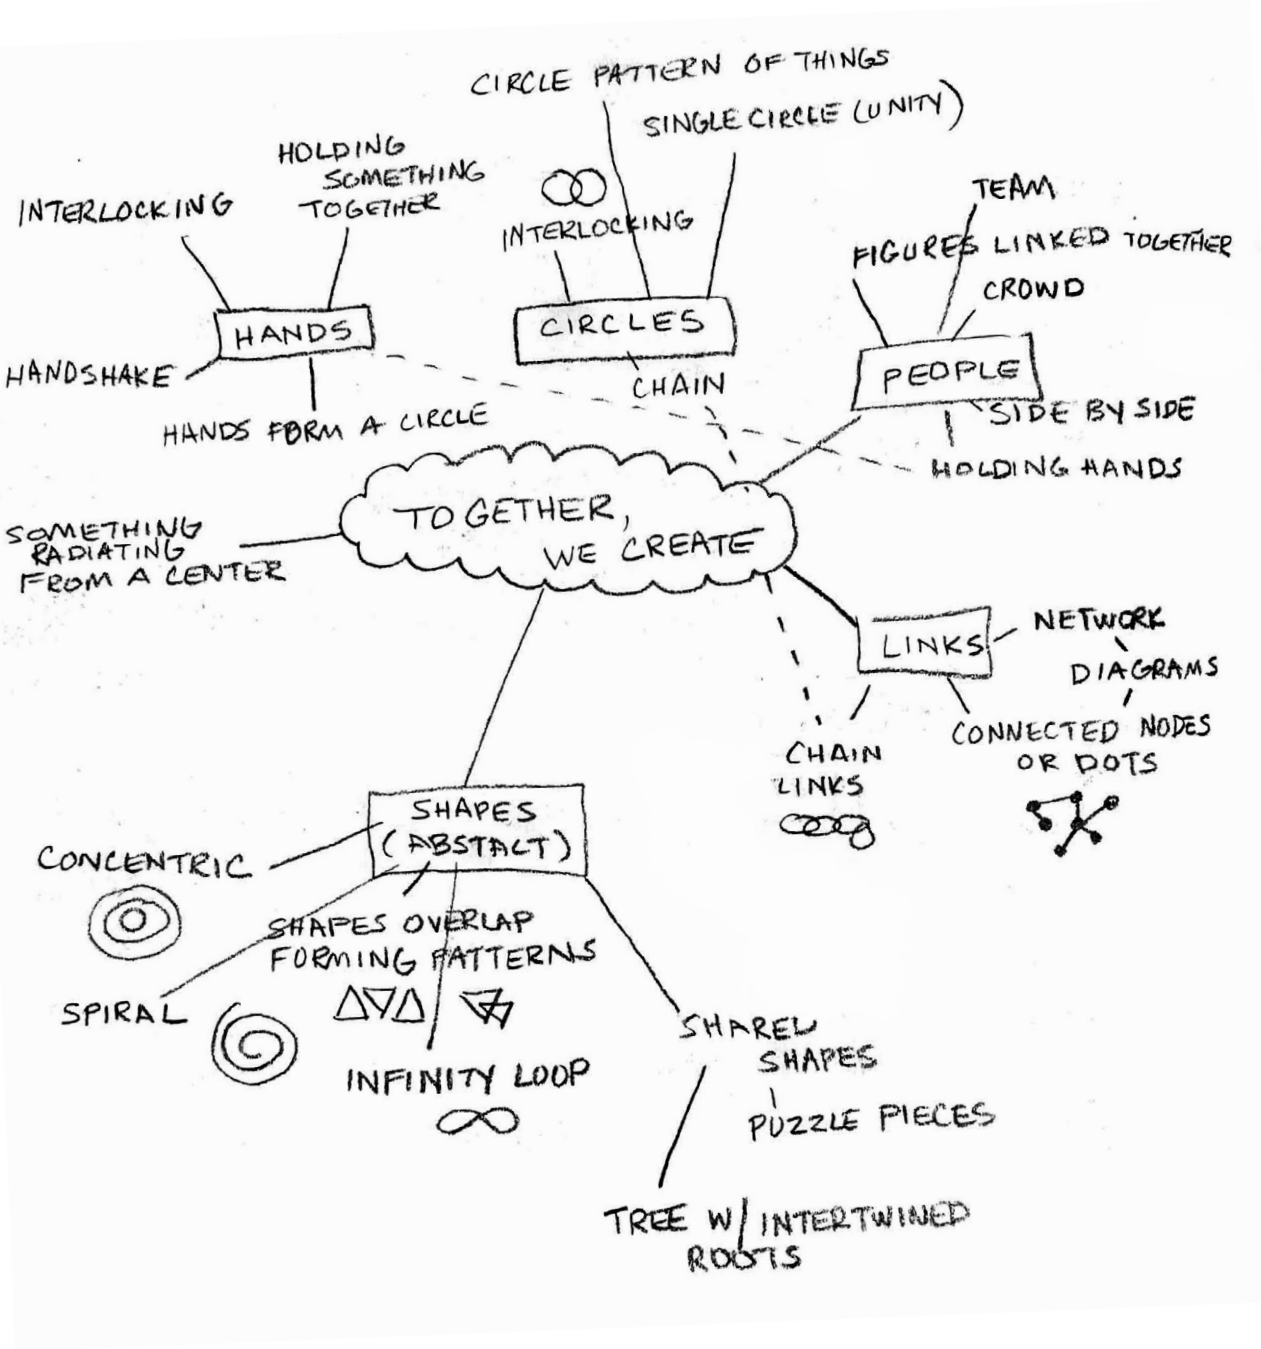 CIRCLE PATTERN OF THINGS
SINGLE CIRCLE (UNITY)
HOLDING
SOMETHING
TOGETHER
INTERLOCKING
INTERLOCKING
TEAM
FIGURES LINKED TOGETHER
CROWD
HANDS
CIRCLES
PEOPLE
HANDSHAKE
CHAIN
SIDE BY SIDE
HANDS FORM A CIRCLE
HOLDING HANDS
TOGETHER,
WE CREATE
SOMETHING
RADIATING
FROM A CENTER
LINKS
NETWORK
DIAGRAMS
CONNECTED NODES
OR DOTS
CHAIN
LINKS
SHAPES
(ABSTALT)
CONCENTRIC
SHAPES OVERLAP
FORMING PATTERNS
SPIRAL
INFINITY LOOP
SHARED
SHAPES
PUZZLE PIECES
TREE W/ INTERTWINED
ROOTS